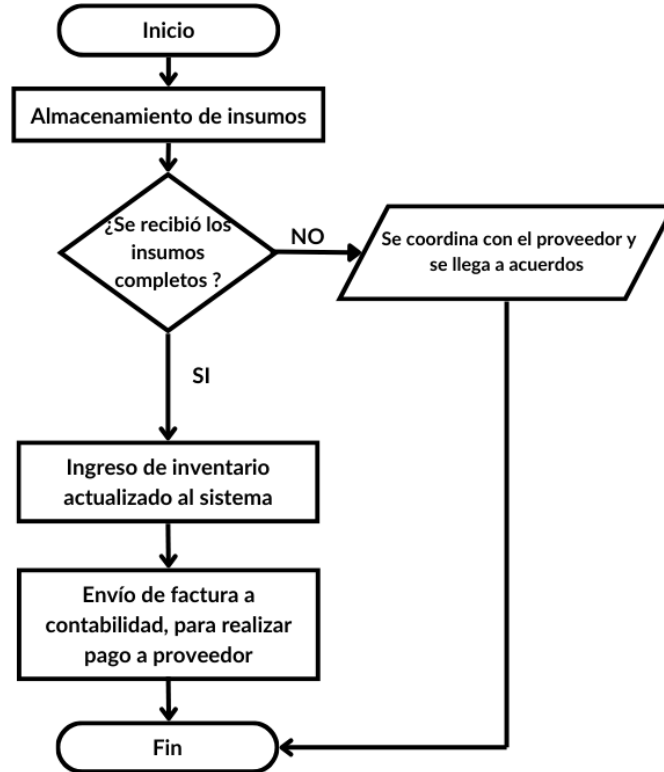 Inicio
Almacenamiento de insumos
¿Se recibió los
insumos
completos ?
NO
Se coordina con el proveedor y
se llega a acuerdos
SI
Ingreso de inventario
actualizado al sistema
Envío de factura a
contabilidad, para realizar
pago a proveedor
Fin